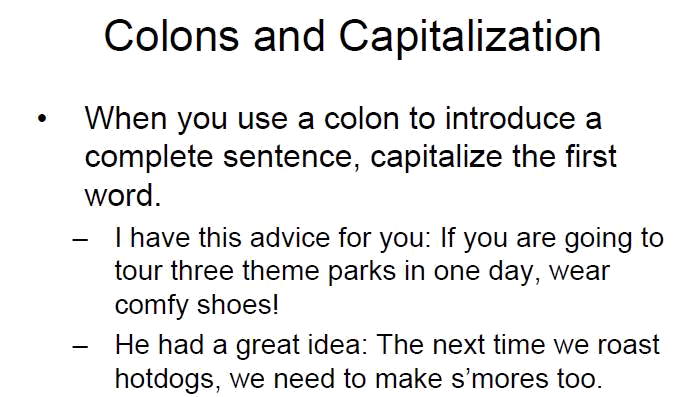 Colons and Capitalization
• When you use a colon to introduce a
complete sentence, capitalize the first
word.
– I have this advice for you: If you are going to
tour three theme parks in one day, wear
comfy shoes!
– He had a great idea: The next time we roast
hotdogs, we need to make s’mores too.